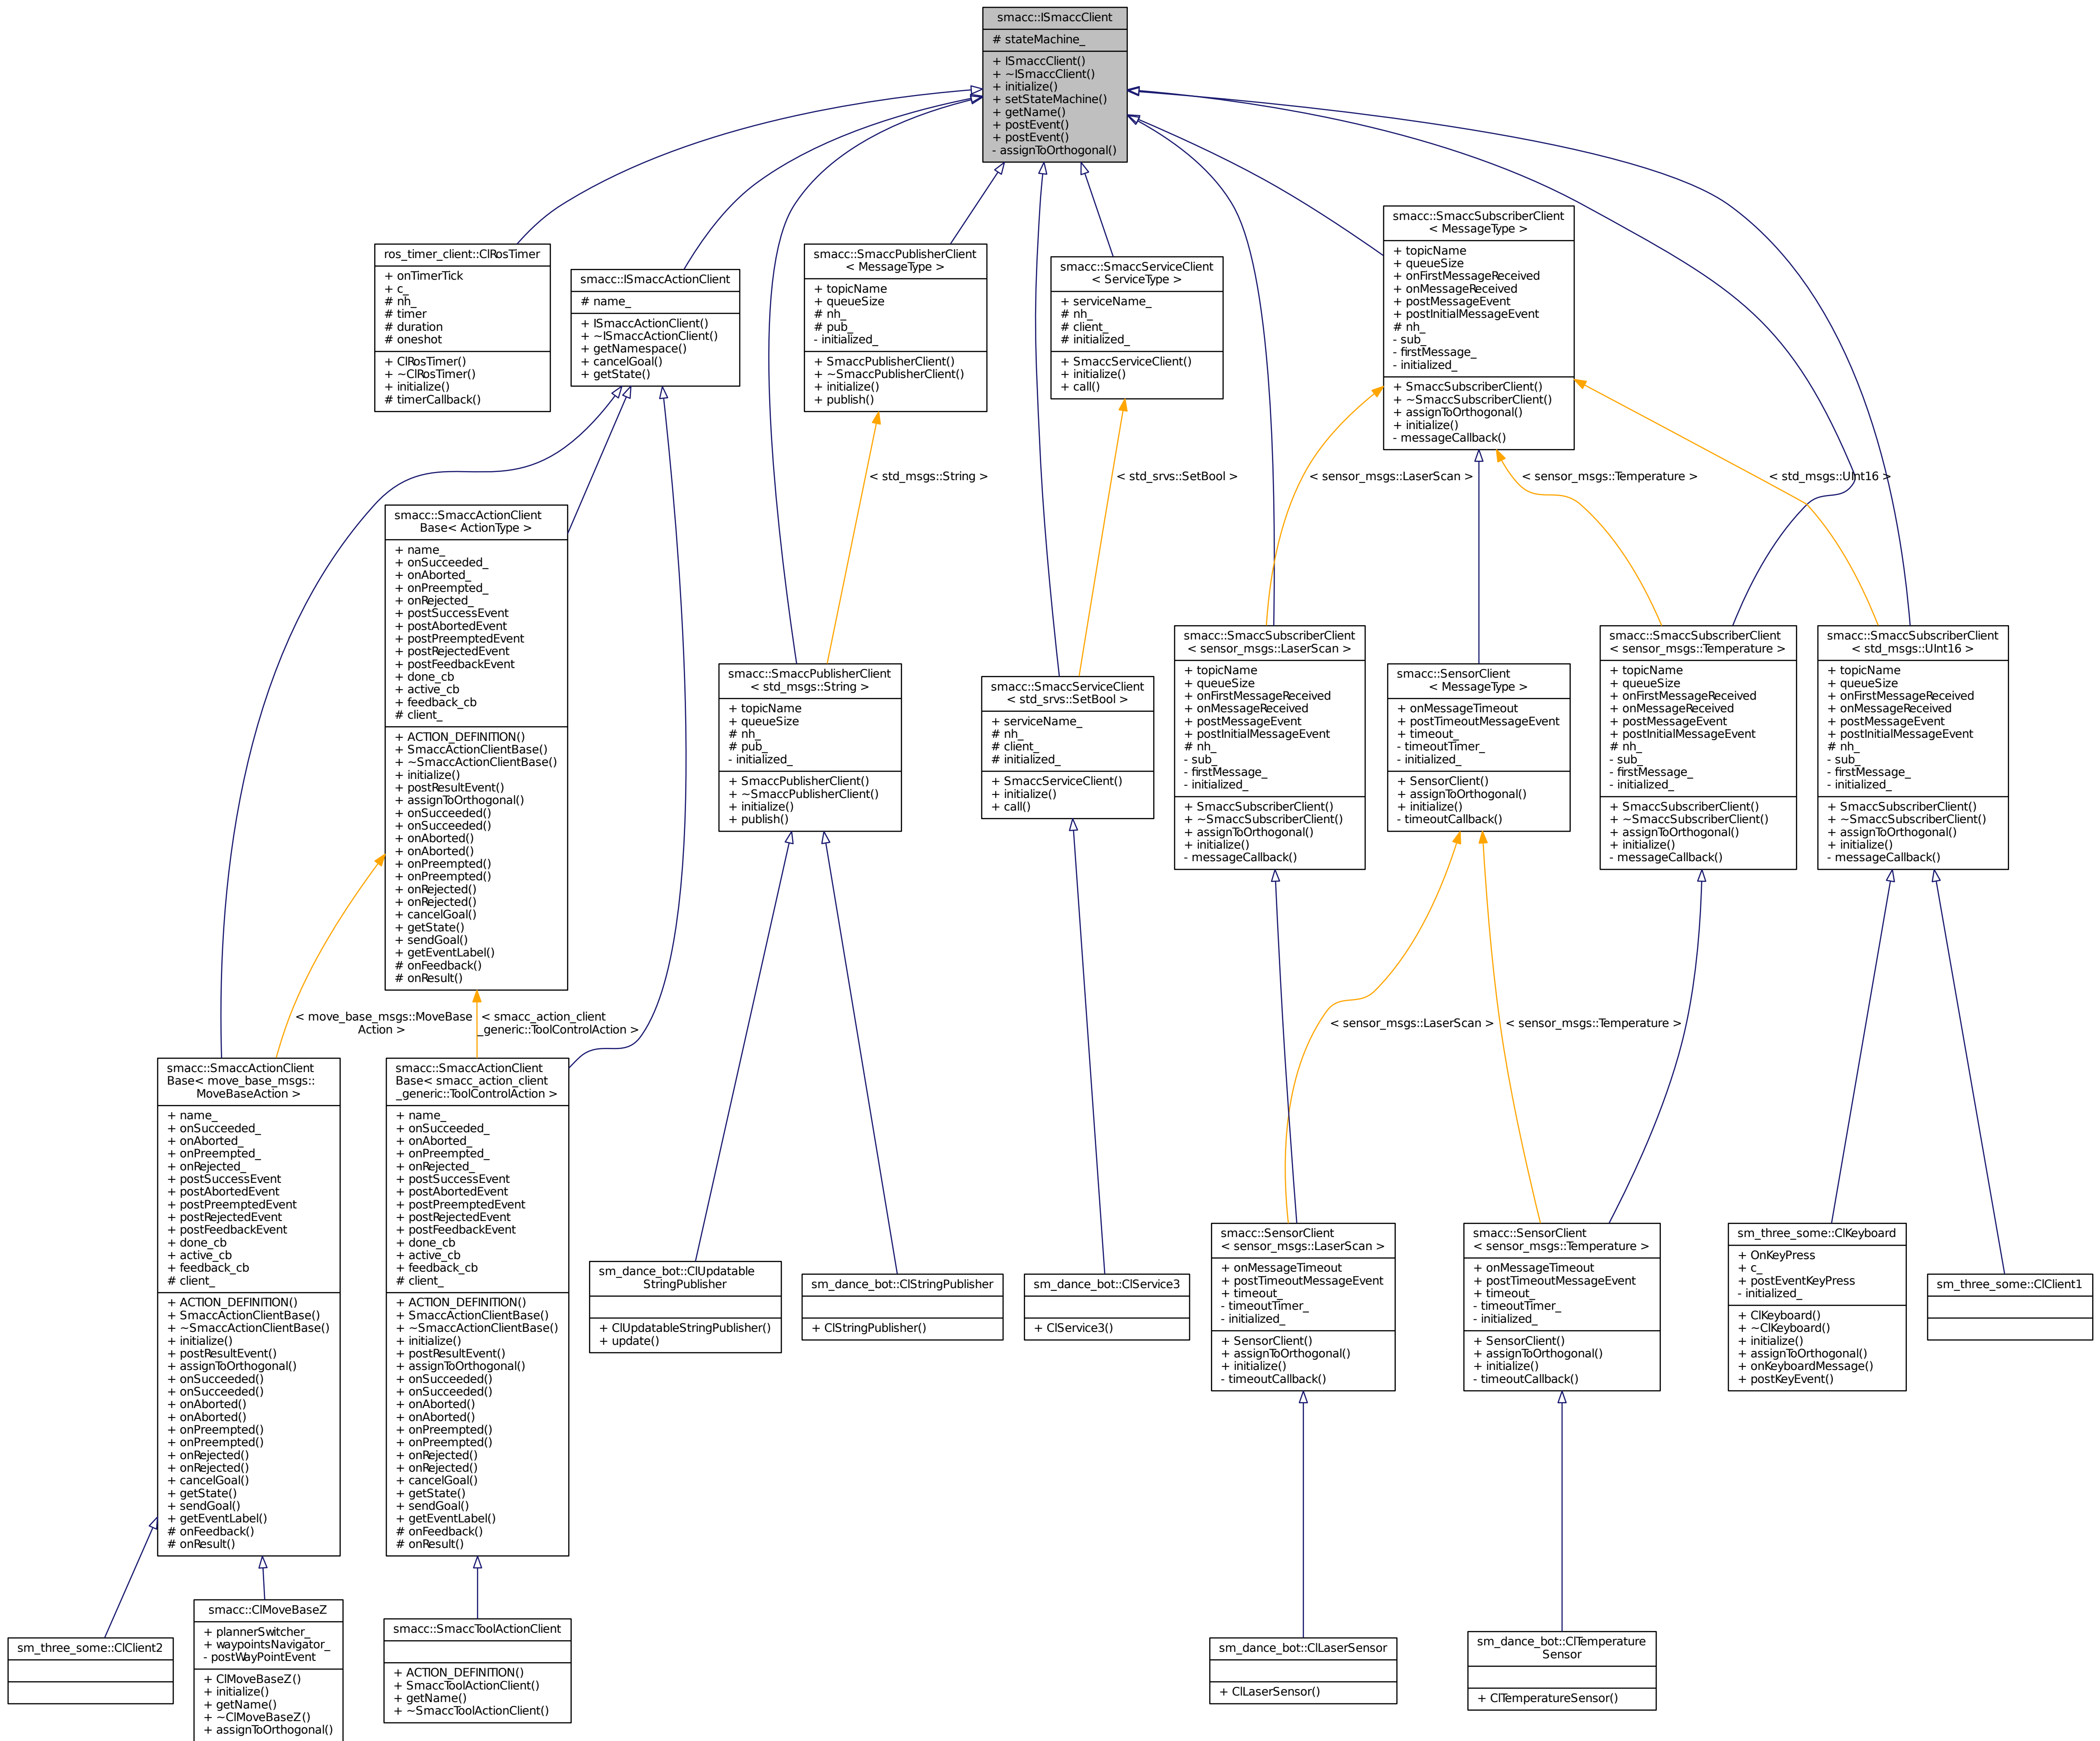 smacc::ISmaccClient
# stateMachine_
+ ISmaccClient()
+ ~ISmaccClient()
+ initialize()
+ setStateMachine()
+ getName()
+ postEvent()
+ postEvent()
- assignToOrthogonal()
ros_timer_client::ClRosTimer
+ onTimerTick
+ c_
# nh_
# timer
# duration
# oneshot
+ ClRosTimer()
+ ~ClRosTimer()
+ initialize()
# timerCallback()
smacc::ISmaccActionClient
# name_
+ ISmaccActionClient()
+ ~ISmaccActionClient()
+ getNamespace()
+ cancelGoal()
+ getState()
smacc::SmaccPublisherClient
< MessageType >
+ topicName
+ queueSize
# nh_
# pub_
- initialized_
+ SmaccPublisherClient()
+ ~SmaccPublisherClient()
+ initialize()
+ publish()
smacc::SmaccServiceClient
< ServiceType >
+ serviceName_
# nh_
# client_
# initialized_
+ SmaccServiceClient()
+ initialize()
+ call()
smacc::SmaccSubscriberClient
< MessageType >
+ topicName
+ queueSize
+ onFirstMessageReceived
+ onMessageReceived
+ postMessageEvent
+ postInitialMessageEvent
# nh_
- sub_
- firstMessage_
- initialized_
+ SmaccSubscriberClient()
+ ~SmaccSubscriberClient()
+ assignToOrthogonal()
+ initialize()
- messageCallback()
< std_msgs::String >
< std_srvs::SetBool >
< sensor_msgs::LaserScan >
< sensor_msgs::Temperature >
< std_msgs::UInt16 >
smacc::SmaccActionClient
Base< ActionType >
+ name_
+ onSucceeded_
+ onAborted_
+ onPreempted_
+ onRejected_
+ postSuccessEvent
+ postAbortedEvent
+ postPreemptedEvent
+ postRejectedEvent
+ postFeedbackEvent
+ done_cb
+ active_cb
+ feedback_cb
# client_
+ ACTION_DEFINITION()
+ SmaccActionClientBase()
+ ~SmaccActionClientBase()
+ initialize()
+ postResultEvent()
+ assignToOrthogonal()
+ onSucceeded()
+ onSucceeded()
+ onAborted()
+ onAborted()
+ onPreempted()
+ onPreempted()
+ onRejected()
+ onRejected()
+ cancelGoal()
+ getState()
+ sendGoal()
+ getEventLabel()
# onFeedback()
# onResult()
smacc::SmaccPublisherClient
< std_msgs::String >
+ topicName
+ queueSize
# nh_
# pub_
- initialized_
+ SmaccPublisherClient()
+ ~SmaccPublisherClient()
+ initialize()
+ publish()
smacc::SmaccServiceClient
< std_srvs::SetBool >
+ serviceName_
# nh_
# client_
# initialized_
+ SmaccServiceClient()
+ initialize()
+ call()
smacc::SmaccSubscriberClient
< sensor_msgs::LaserScan >
+ topicName
+ queueSize
+ onFirstMessageReceived
+ onMessageReceived
+ postMessageEvent
+ postInitialMessageEvent
# nh_
- sub_
- firstMessage_
- initialized_
+ SmaccSubscriberClient()
+ ~SmaccSubscriberClient()
+ assignToOrthogonal()
+ initialize()
- messageCallback()
smacc::SensorClient
< MessageType >
+ onMessageTimeout
+ postTimeoutMessageEvent
+ timeout_
- timeoutTimer_
- initialized_
+ SensorClient()
+ assignToOrthogonal()
+ initialize()
- timeoutCallback()
smacc::SmaccSubscriberClient
< sensor_msgs::Temperature >
+ topicName
+ queueSize
+ onFirstMessageReceived
+ onMessageReceived
+ postMessageEvent
+ postInitialMessageEvent
# nh_
- sub_
- firstMessage_
- initialized_
+ SmaccSubscriberClient()
+ ~SmaccSubscriberClient()
+ assignToOrthogonal()
+ initialize()
- messageCallback()
smacc::SmaccSubscriberClient
< std_msgs::UInt16 >
+ topicName
+ queueSize
+ onFirstMessageReceived
+ onMessageReceived
+ postMessageEvent
+ postInitialMessageEvent
# nh_
- sub_
- firstMessage_
- initialized_
+ SmaccSubscriberClient()
+ ~SmaccSubscriberClient()
+ assignToOrthogonal()
+ initialize()
- messageCallback()
< move_base_msgs::MoveBase
Action >
< smacc_action_client
_generic::ToolControlAction >
< sensor_msgs::LaserScan >
< sensor_msgs::Temperature >
smacc::SmaccActionClient
Base< move_base_msgs::
MoveBaseAction >
+ name_
+ onSucceeded_
+ onAborted_
+ onPreempted_
+ onRejected_
+ postSuccessEvent
+ postAbortedEvent
+ postPreemptedEvent
+ postRejectedEvent
+ postFeedbackEvent
+ done_cb
+ active_cb
+ feedback_cb
# client_
+ ACTION_DEFINITION()
+ SmaccActionClientBase()
+ ~SmaccActionClientBase()
+ initialize()
+ postResultEvent()
+ assignToOrthogonal()
+ onSucceeded()
+ onSucceeded()
+ onAborted()
+ onAborted()
+ onPreempted()
+ onPreempted()
+ onRejected()
+ onRejected()
+ cancelGoal()
+ getState()
+ sendGoal()
+ getEventLabel()
# onFeedback()
# onResult()
smacc::SmaccActionClient
Base< smacc_action_client
_generic::ToolControlAction >
+ name_
+ onSucceeded_
+ onAborted_
+ onPreempted_
+ onRejected_
+ postSuccessEvent
+ postAbortedEvent
+ postPreemptedEvent
+ postRejectedEvent
+ postFeedbackEvent
+ done_cb
+ active_cb
+ feedback_cb
# client_
+ ACTION_DEFINITION()
+ SmaccActionClientBase()
+ ~SmaccActionClientBase()
+ initialize()
+ postResultEvent()
+ assignToOrthogonal()
+ onSucceeded()
+ onSucceeded()
+ onAborted()
+ onAborted()
+ onPreempted()
+ onPreempted()
+ onRejected()
+ onRejected()
+ cancelGoal()
+ getState()
+ sendGoal()
+ getEventLabel()
# onFeedback()
# onResult()
sm_dance_bot::ClUpdatable
StringPublisher
+ ClUpdatableStringPublisher()
+ update()
sm_dance_bot::ClStringPublisher
+ ClStringPublisher()
sm_dance_bot::ClService3
+ ClService3()
smacc::SensorClient
< sensor_msgs::LaserScan >
+ onMessageTimeout
+ postTimeoutMessageEvent
+ timeout_
- timeoutTimer_
- initialized_
+ SensorClient()
+ assignToOrthogonal()
+ initialize()
- timeoutCallback()
smacc::SensorClient
< sensor_msgs::Temperature >
+ onMessageTimeout
+ postTimeoutMessageEvent
+ timeout_
- timeoutTimer_
- initialized_
+ SensorClient()
+ assignToOrthogonal()
+ initialize()
- timeoutCallback()
sm_three_some::ClKeyboard
+ OnKeyPress
+ c_
+ postEventKeyPress
- initialized_
+ ClKeyboard()
+ ~ClKeyboard()
+ initialize()
+ assignToOrthogonal()
+ onKeyboardMessage()
+ postKeyEvent()
sm_three_some::ClClient1
sm_three_some::ClClient2
smacc::ClMoveBaseZ
+ plannerSwitcher_
+ waypointsNavigator_
- postWayPointEvent
+ ClMoveBaseZ()
+ initialize()
+ getName()
+ ~ClMoveBaseZ()
+ assignToOrthogonal()
smacc::SmaccToolActionClient
+ ACTION_DEFINITION()
+ SmaccToolActionClient()
+ getName()
+ ~SmaccToolActionClient()
sm_dance_bot::ClLaserSensor
+ ClLaserSensor()
sm_dance_bot::ClTemperature
Sensor
+ ClTemperatureSensor()